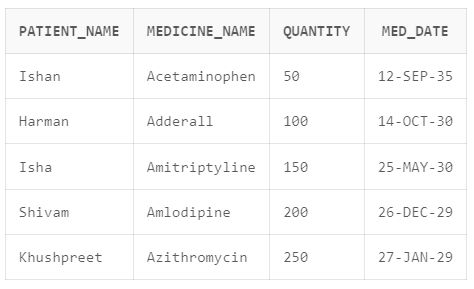 PATIENT_NAME MEDICINE_NAME QUANTITY MED_DATE
Ishan Acetaminophen 50 12-SEP-35
Harman Adderall 100 14-OCT-30
Isha Amitriptyline 150 25-MAY-30
Shivam Amlodipine 200 26-DEC-29
Khushpreet Azithromycin 250 27-JAN-29